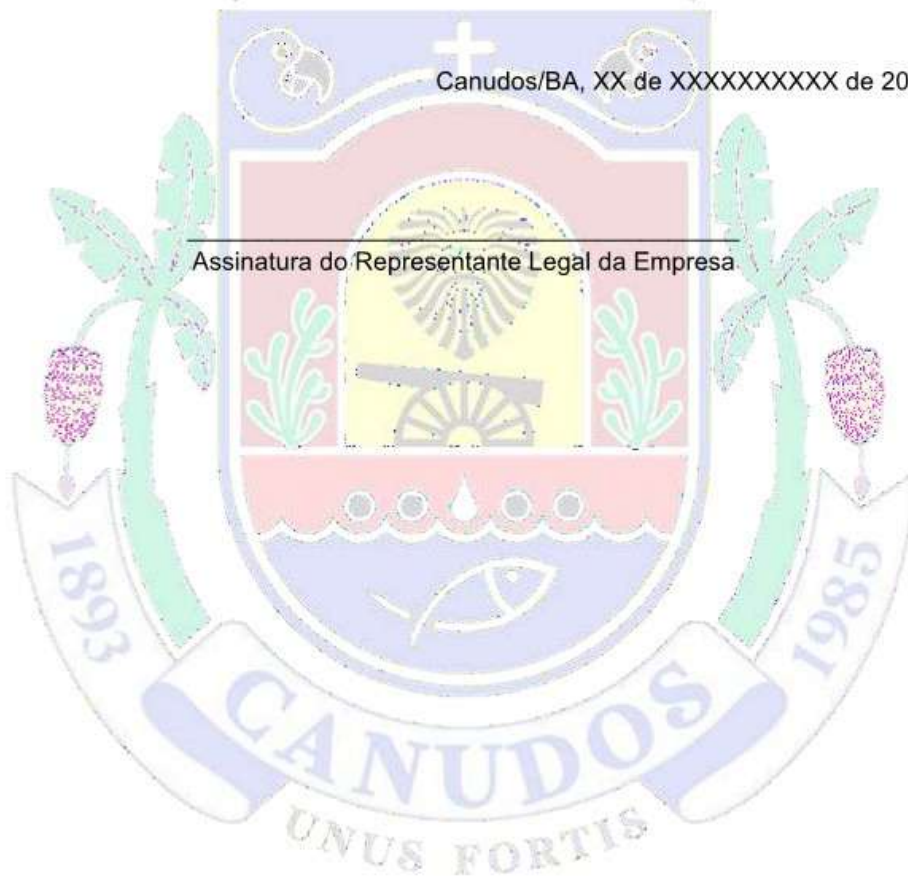 Canudos/BA, XX de XXXXXXXXXX de 20
Assinatura do Representante Legal da Empresa
1893
1985
CANUDOS
UNUS FORTIS